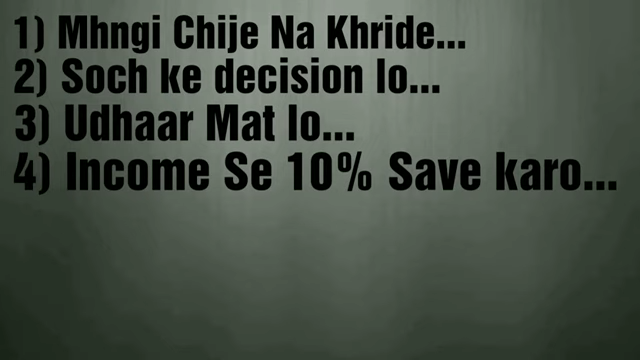 1) Mhngi Chije Na Khride...
2) Soch ke decision lo...
3) Udhaar Mat lo...
4) Income Se 10% Save karo...